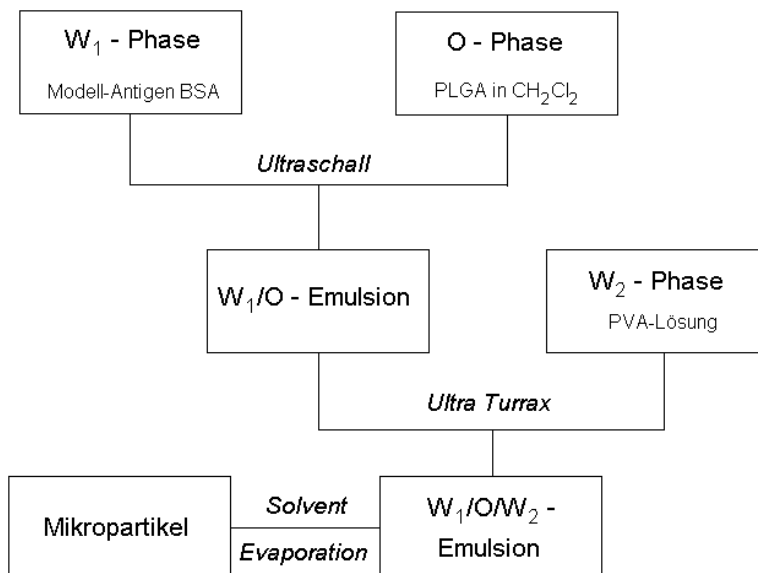 W₁ - Phase
Modell-Antigen BSA
O - Phase
PLGA in CH₂Cl₂
Ultraschall
W₁/O - Emulsion
W₂ - Phase
PVA-Lösung
Ultra Turrax
Mikropartikel
Solvent
Evaporation
W₁/O/W₂ -
Emulsion